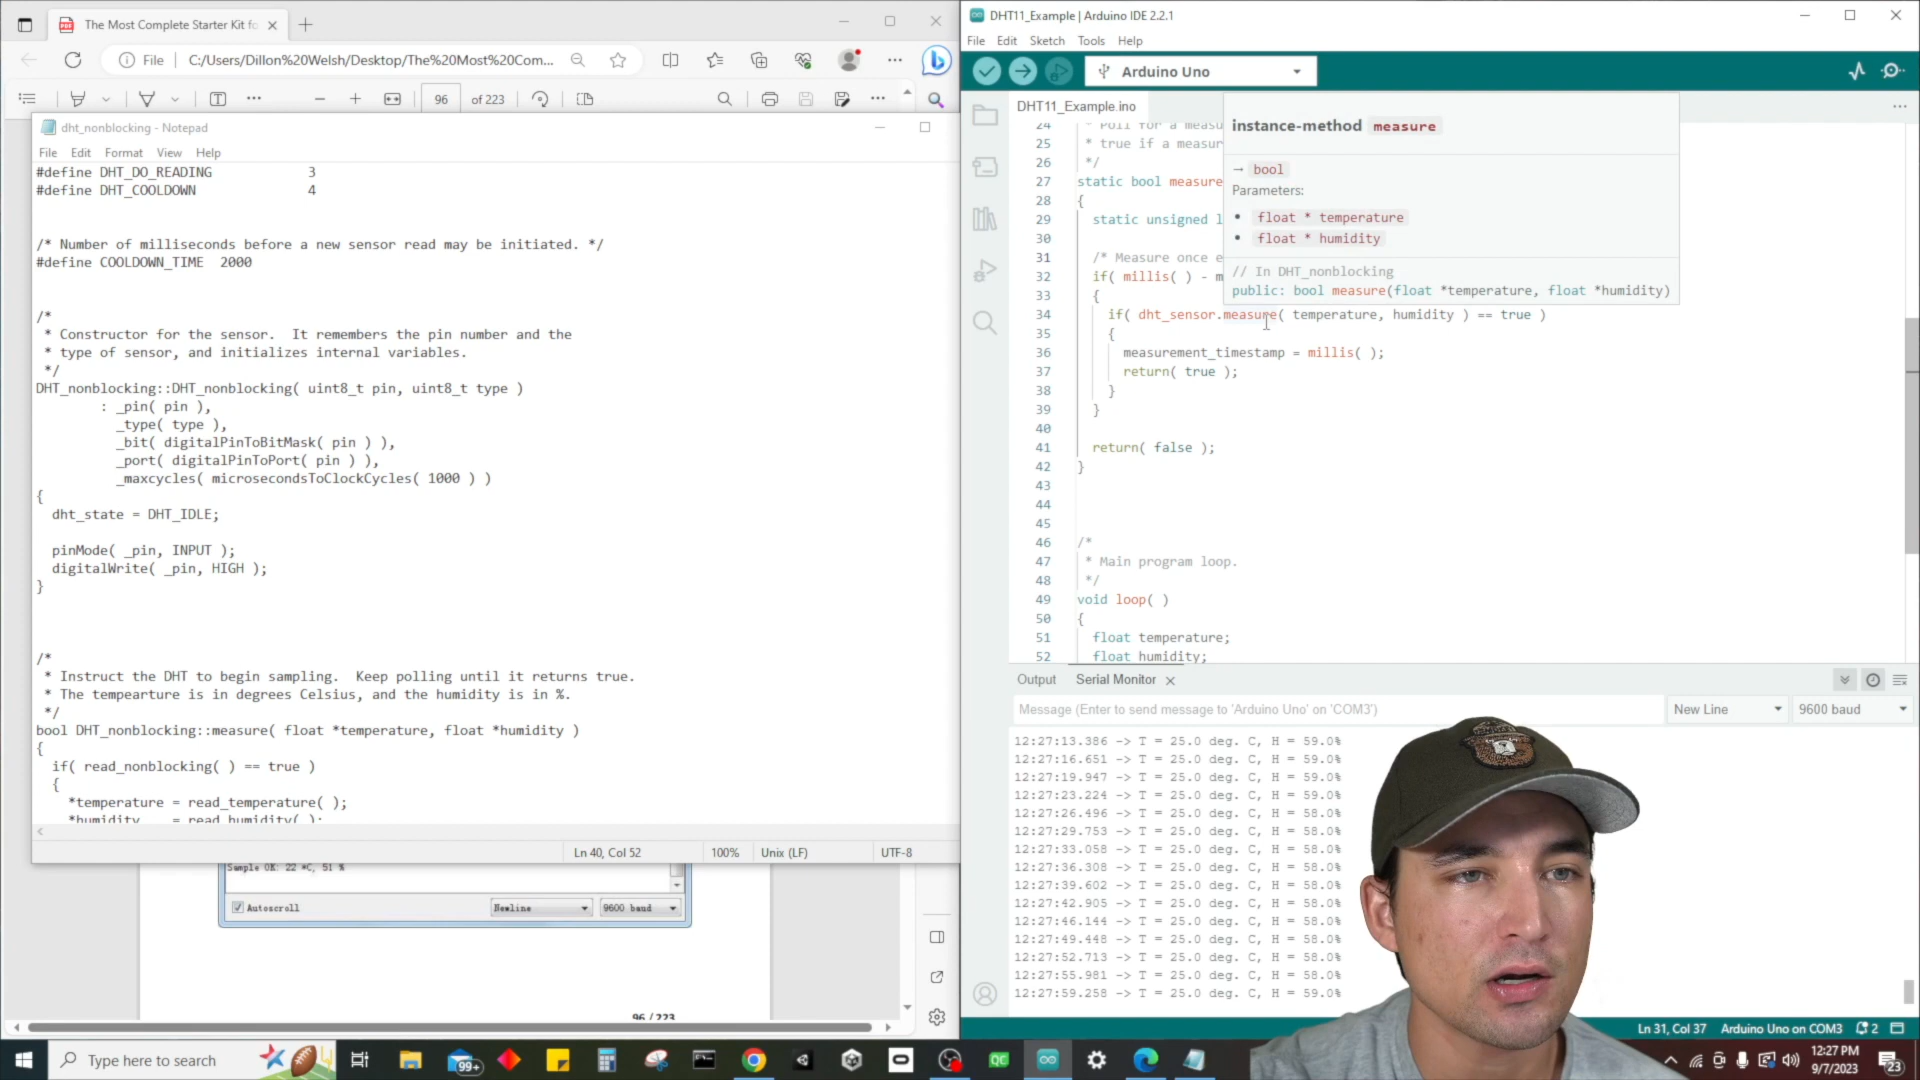 The Most Complete Starter Kit fo
File
C:/Users/Dillon%20Welsh/Desktop/The%20Most%20Com...
96 of 223
dht_nonblocking - Notepad
File Edit Format View Help
#define DHT_DO_READING 3
#define DHT_COOLDOWN 4
/* Number of milliseconds before a new sensor read may be initiated. */
#define COOLDOWN_TIME 2000
/*
* Constructor for the sensor. It remembers the pin number and the
* type of sensor, and initializes internal variables.
*/
DHT_nonblocking::DHT_nonblocking( uint8_t pin, uint8_t type )
: _pin( pin ),
_type( type ),
_bit( digitalPinToBitMask( pin ) ),
_port( digitalPinToPort( pin ) ),
_maxcycles( microsecondsToClockCycles( 1000 ) )
{
dht_state = DHT_IDLE;
pinMode( _pin, INPUT );
digitalWrite( _pin, HIGH );
}
/*
* Instruct the DHT to begin sampling. Keep polling until it returns true.
* The tempearture is in degrees Celsius, and the humidity is in %.
*/
bool DHT_nonblocking::measure( float *temperature, float *humidity )
{
if( read_nonblocking( ) == true )
{
*temperature = read_temperature( );
*humidity = read_humidity( );
Ln 40, Col 52 100% Unix (LF) UTF-8
Sample OK: 22 *C, 51 %
Autoscroll Newline 9600 baud
96 / 223
DHT11_Example | Arduino IDE 2.2.1
File Edit Sketch Tools Help
Arduino Uno
DHT11_Example.ino
24 * Poll for a measu
25 * true if a measur
26 */
27 static bool measure
28 {
29 static unsigned l
30
31 /* Measure once e
32 if( millis( ) - m
33 {
34 if( dht_sensor.measure( temperature, humidity ) == true )
35 {
36 measurement_timestamp = millis( );
37 return( true );
38 }
39 }
40
41 return( false );
42 }
43
44
45
46 /*
47 * Main program loop.
48 */
49 void loop( )
50 {
51 float temperature;
52 float humidity;
instance-method measure
→ bool
Parameters:
• float * temperature
• float * humidity
// In DHT_nonblocking
public: bool measure(float *temperature, float *humidity)
Output Serial Monitor
Message (Enter to send message to 'Arduino Uno' on 'COM3') New Line 9600 baud
12:27:13.386 -> T = 25.0 deg. C, H = 59.0%
12:27:16.651 -> T = 25.0 deg. C, H = 59.0%
12:27:19.947 -> T = 25.0 deg. C, H = 59.0%
12:27:23.224 -> T = 25.0 deg. C, H = 59.0%
12:27:26.496 -> T = 25.0 deg. C, H = 58.0%
12:27:29.753 -> T = 25.0 deg. C, H = 58.0%
12:27:33.058 -> T = 25.0 deg. C, H = 58.0%
12:27:36.308 -> T = 25.0 deg. C, H = 58.0%
12:27:39.602 -> T = 25.0 deg. C, H = 58.0%
12:27:42.905 -> T = 25.0 deg. C, H = 58.0%
12:27:46.144 -> T = 25.0 deg. C, H = 58.0%
12:27:49.448 -> T = 25.0 deg. C, H = 58.0%
12:27:52.713 -> T = 25.0 deg. C, H = 58.0%
12:27:55.981 -> T = 25.0 deg. C, H = 58.0%
12:27:59.258 -> T = 25.0 deg. C, H = 59.0%
Ln 31, Col 37 Arduino Uno on COM3 2
Type here to search
99+
QC
12:27 PM
9/7/2023
23